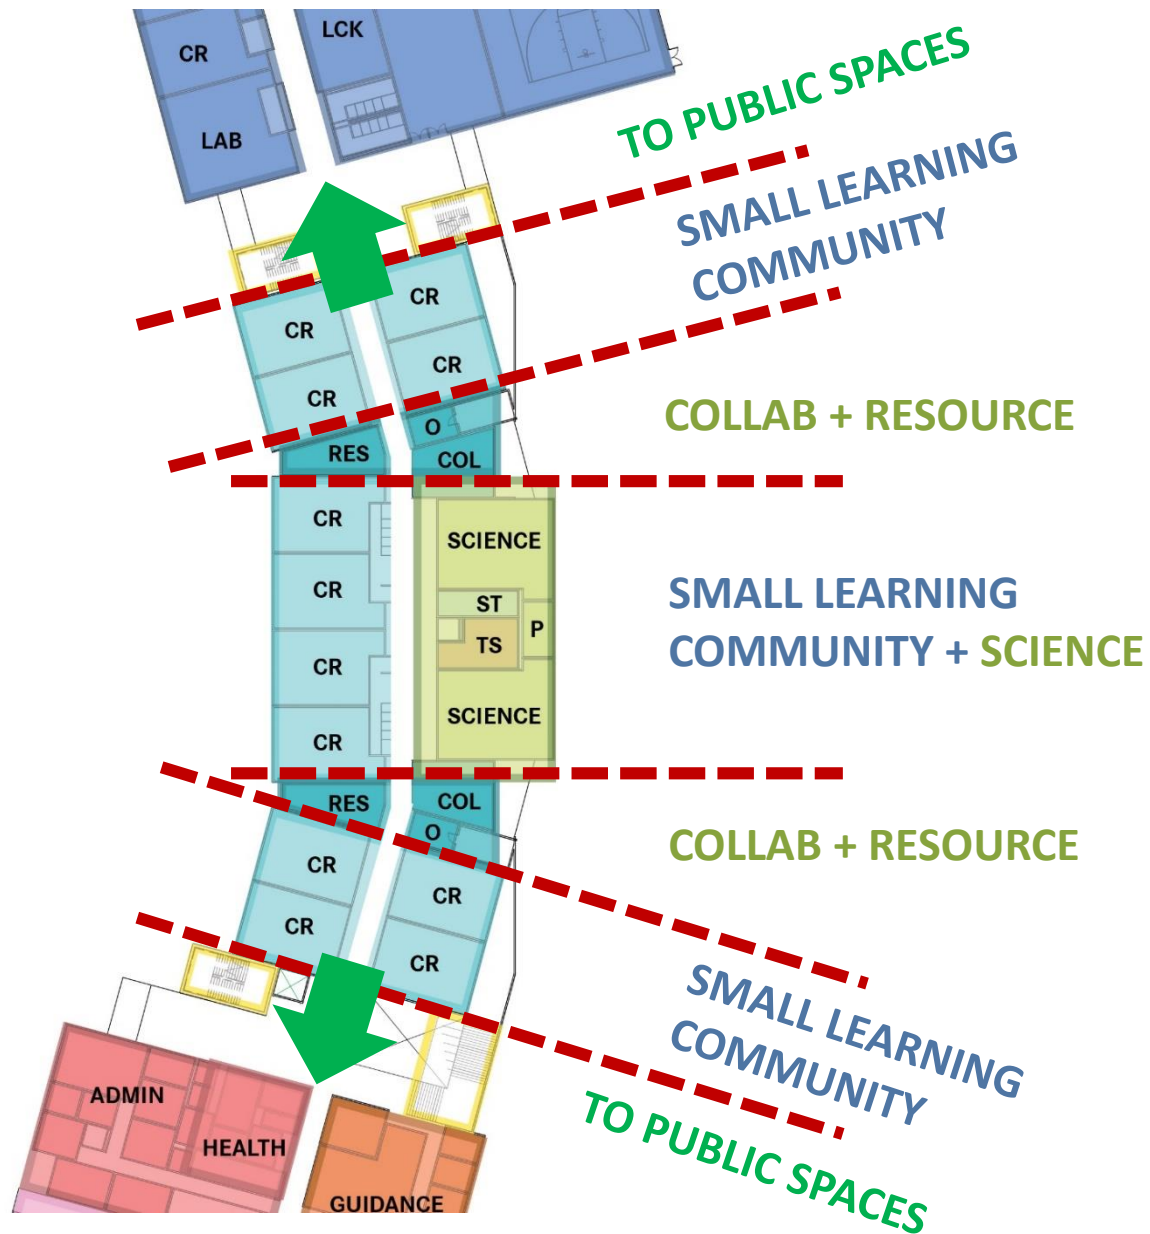 LCK
CR
LAB
TO PUBLIC SPACES
SMALL LEARNING
COMMUNITY
CR
CR
CR
CR
COLLAB + RESOURCE
O
RES
COL
CR
SCIENCE
CR
ST
SMALL LEARNING
COMMUNITY + SCIENCE
P
TS
CR
SCIENCE
CR
RES
COL
O
COLLAB + RESOURCE
CR
CR
CR
CR
SMALL LEARNING
COMMUNITY
ADMIN
HEALTH
TO PUBLIC SPACES
GUIDANCE